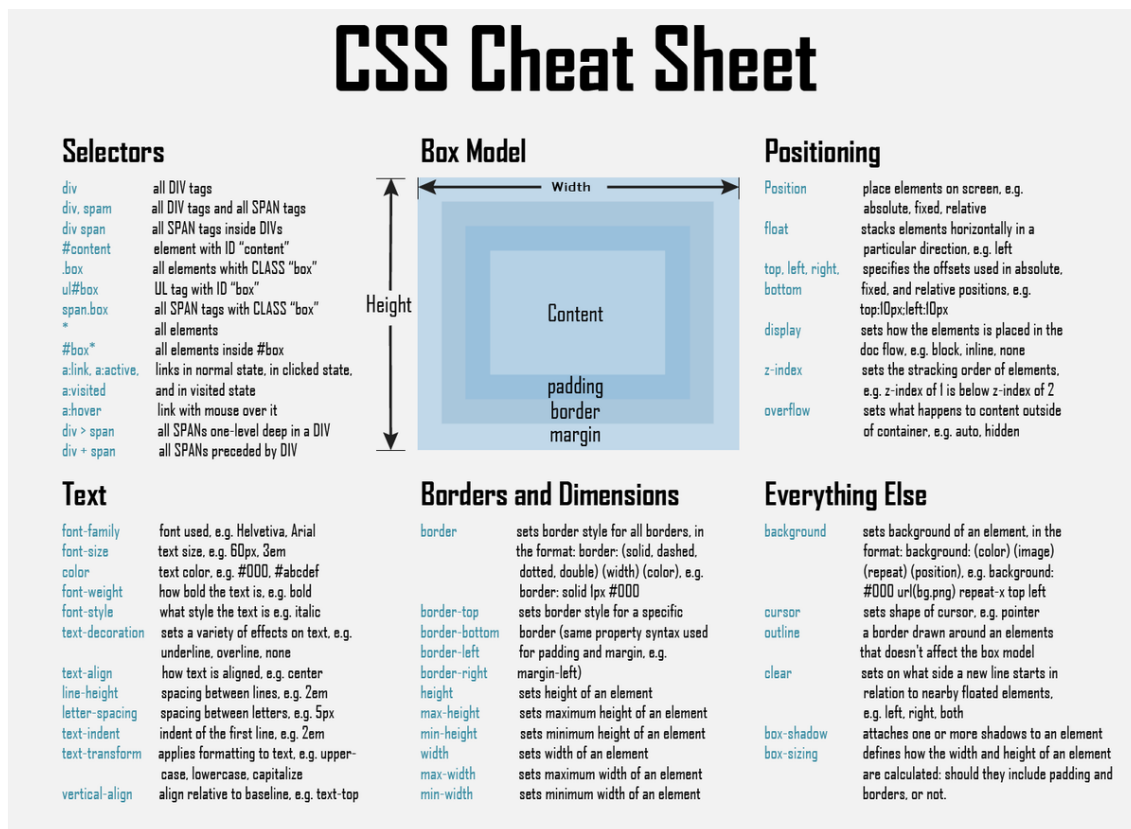 CSS Cheat Sheet
Selectors
div all DIV tags
div, spam all DIV tags and all SPAN tags
div span all SPAN tags inside DIVs
#content element with ID "content"
.box all elements whith CLASS "box"
ul#box UL tag with ID "box"
span.box all SPAN tags with CLASS "box"
* all elements
#box* all elements inside #box
a:link, a:active, links in normal state, in clicked state,
a:visited and in visited state
a:hover link with mouse over it
div > span all SPANs one-level deep in a DIV
div + span all SPANs preceded by DIV
Box Model
Width
Height
Content
padding
border
margin
Positioning
Position place elements on screen, e.g.
absolute, fixed, relative
float stacks elements horizontally in a
particular direction, e.g. left
top, left, right, specifies the offsets used in absolute,
bottom fixed, and relative positions, e.g.
top:10px;left:10px
display sets how the elements is placed in the
doc flow, e.g. block, inline, none
z-index sets the stracking order of elements,
e.g. z-index of 1 is below z-index of 2
overflow sets what happens to content outside
of container, e.g. auto, hidden
Text
font-family font used, e.g. Helvetiva, Arial
font-size text size, e.g. 60px, 3em
color text color, e.g. #000, #abcdef
font-weight how bold the text is, e.g. bold
font-style what style the text is e.g. italic
text-decoration sets a variety of effects on text, e.g.
underline, overline, none
text-align how text is aligned, e.g. center
line-height spacing between lines, e.g. 2em
letter-spacing spacing between letters, e.g. 5px
text-indent indent of the first line, e.g. 2em
text-transform applies formatting to text, e.g. upper-
case, lowercase, capitalize
vertical-align align relative to baseline, e.g. text-top
Borders and Dimensions
border sets border style for all borders, in
the format: border: (solid, dashed,
dotted, double) (width) (color), e.g.
border: solid 1px #000
border-top sets border style for a specific
border-bottom border (same property syntax used
border-left for padding and margin, e.g.
border-right margin-left)
height sets height of an element
max-height sets maximum height of an element
min-height sets minimum height of an element
width sets width of an element
max-width sets maximum width of an element
min-width sets minimum width of an element
Everything Else
background sets background of an element, in the
format: background: (color) (image)
(repeat) (position), e.g. background:
#000 url(bg.png) repeat-x top left
cursor sets shape of cursor, e.g. pointer
outline a border drawn around an elements
that doesn't affect the box model
clear sets on what side a new line starts in
relation to nearby floated elements,
e.g. left, right, both
box-shadow attaches one or more shadows to an element
box-sizing defines how the width and height of an element
are calculated: should they include padding and
borders, or not.